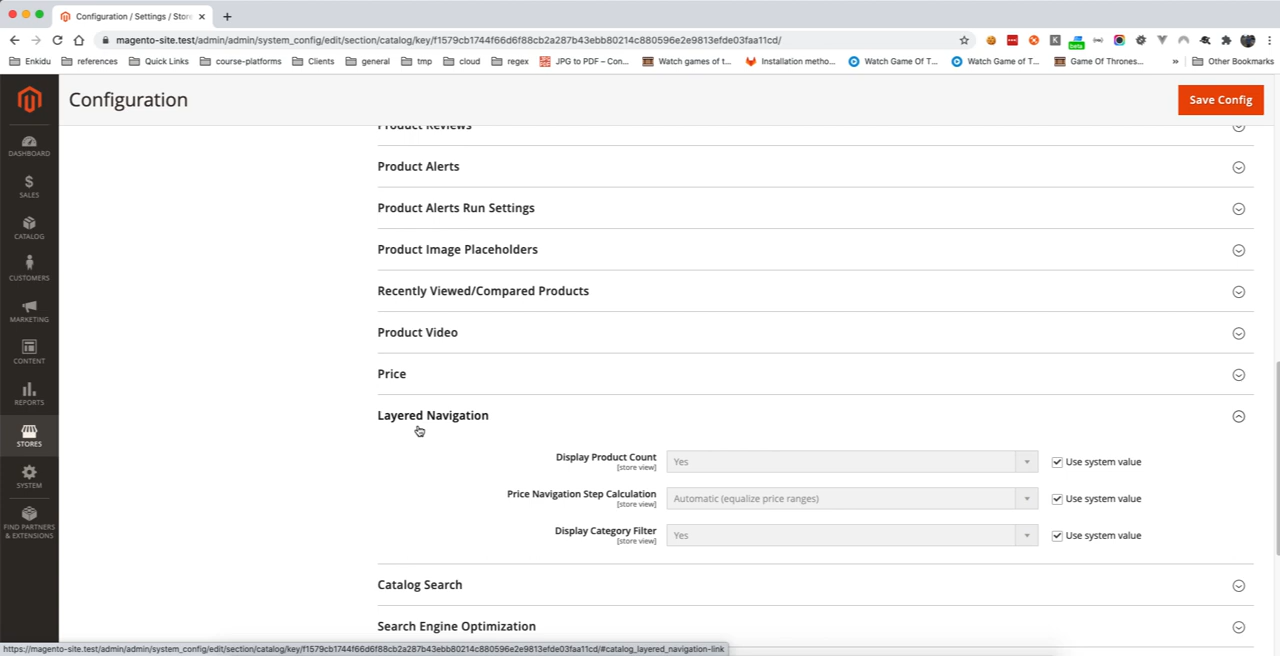 Configuration / Settings / Store
magento-site.test/admin/admin/system_config/edit/section/catalog/key/f1579cb1744f66d6f88cb2a287b43ebb80214c880596e2e9813efde03faa11cd/
Enkidu references Quick Links course-platforms Clients general tmp cloud regex JPG to PDF – Con... Watch games of t... Installation metho... Watch Game Of T... Watch Game of T... Game Of Thrones... » Other Bookmarks
beta
Configuration
Save Config
DASHBOARD
SALES
CATALOG
CUSTOMERS
MARKETING
CONTENT
REPORTS
STORES
SYSTEM
FIND PARTNERS
& EXTENSIONS
Product Reviews
Product Alerts
Product Alerts Run Settings
Product Image Placeholders
Recently Viewed/Compared Products
Product Video
Price
Layered Navigation
Display Product Count
[store view]
Yes
Use system value
Price Navigation Step Calculation
[store view]
Automatic (equalize price ranges)
Use system value
Display Category Filter
[store view]
Yes
Use system value
Catalog Search
Search Engine Optimization
https://magento-site.test/admin/admin/system_config/edit/section/catalog/key/f1579cb1744f66d6f88cb2a287b43ebb80214c880596e2e9813efde03faa11cd/#catalog_layered_navigation-link